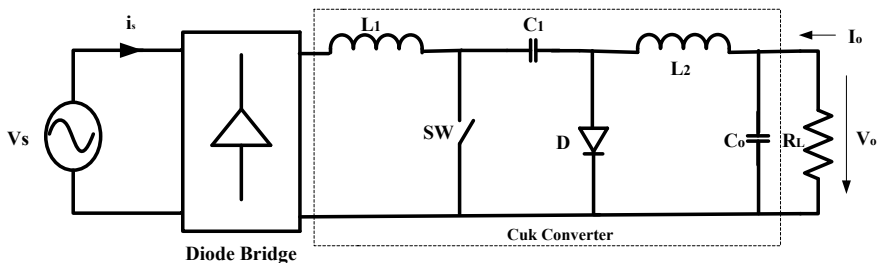 iₛ
L1
C1
L2
Io
Vs
SW
D
Co
RL
Vo
Diode Bridge
Cuk Converter